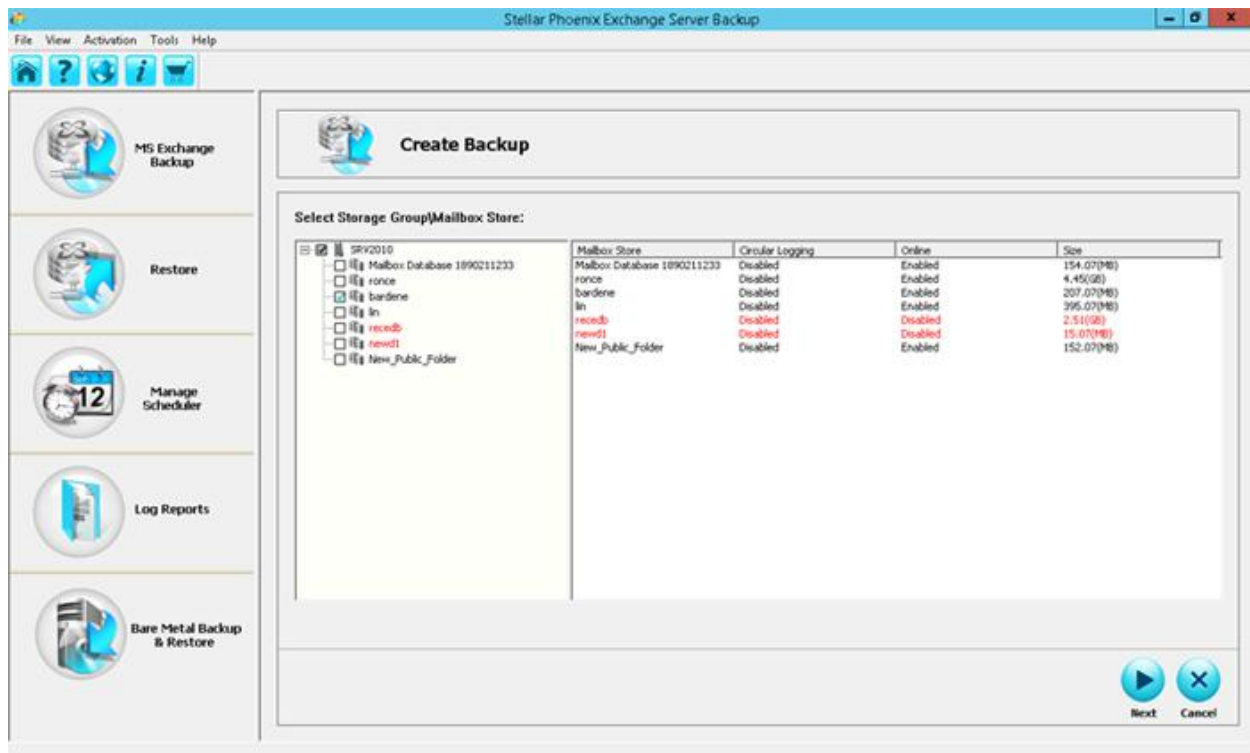 Stellar Phoenix Exchange Server Backup
File View Activation Tools Help
MS Exchange
Backup
Restore
12
Manage
Scheduler
Log Reports
Bare Metal Backup
& Restore
Create Backup
Select Storage Group\Mailbox Store:
SRV2010
Mailbox Database 1890211233
ronce
bardene
lin
recedb
newd1
New_Public_Folder
Mailbox Store Circular Logging Online Size
Mailbox Database 1890211233 Disabled Enabled 154.07(MB)
ronce Disabled Enabled 4.45(GB)
bardene Disabled Enabled 207.07(MB)
lin Disabled Enabled 395.07(MB)
recedb Disabled Disabled 2.51(GB)
newd1 Disabled Disabled 15.07(MB)
New_Public_Folder Disabled Enabled 152.07(MB)
Next Cancel